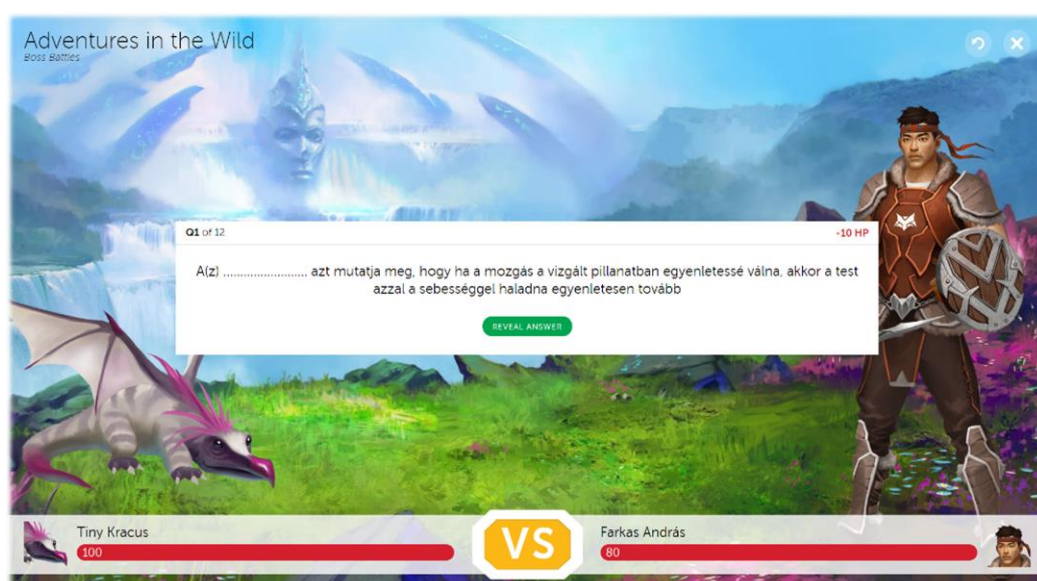 Adventures in the Wild
Boss Battles
Q1 of 12
-10 HP
A(z) ........................ azt mutatja meg, hogy ha a mozgás a vizsgált pillanatban egyenletessé válna, akkor a test
azzal a sebességgel haladna egyenletesen tovább
REVEAL ANSWER
Tiny Kracus
100
VS
Farkas András
80